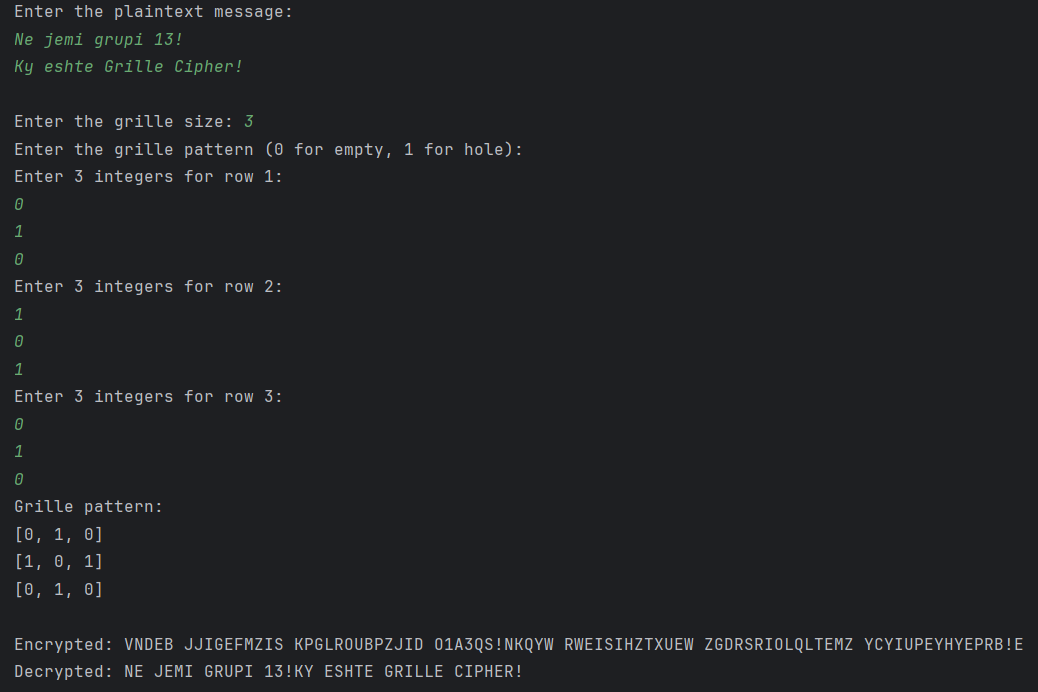 Enter the plaintext message:
Ne jemi grupi 13!
Ky eshte Grille Cipher!
Enter the grille size: 3
Enter the grille pattern (0 for empty, 1 for hole):
Enter 3 integers for row 1:
0
1
0
Enter 3 integers for row 2:
1
0
1
Enter 3 integers for row 3:
0
1
0
Grille pattern:
[0, 1, 0]
[1, 0, 1]
[0, 1, 0]
Encrypted: VNDEB JJIGEFMZIS KPGLROUBPZJID O1A3QS!NKQYW RWEISIHZTXUEW ZGDRSRIOLQLTEMZ YCYIUPEYHYEPRB!E
Decrypted: NE JEMI GRUPI 13!KY ESHTE GRILLE CIPHER!